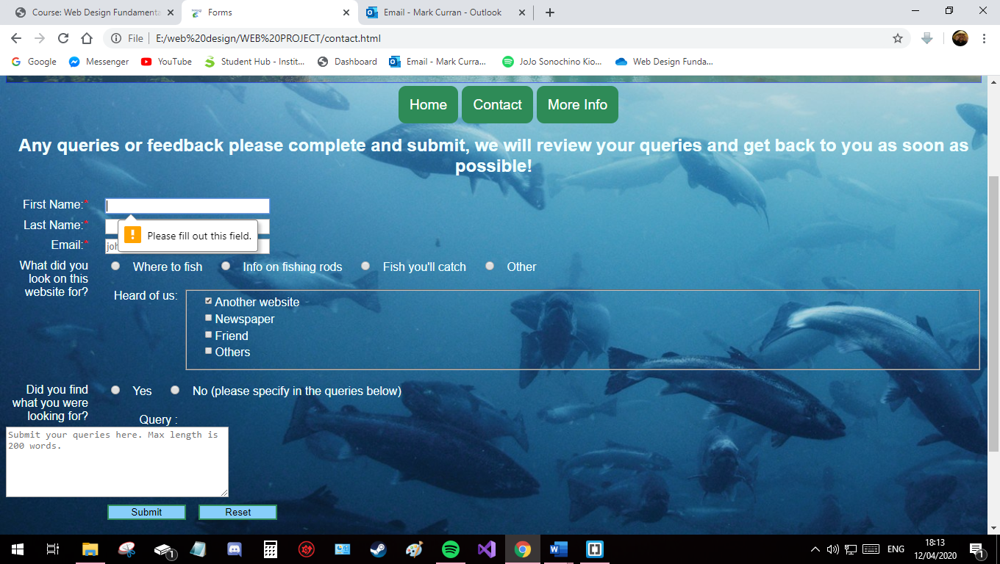 Course: Web Design Fundamenta
Forms
Email - Mark Curran - Outlook
File
E:/web%20design/WEB%20PROJECT/contact.html
Google
Messenger
YouTube
Student Hub - Instit...
Dashboard
Email - Mark Curra...
JoJo Sonochino Kio...
Web Design Funda...
Home
Contact
More Info
Any queries or feedback please complete and submit, we will review your queries and get back to you as soon as
possible!
First Name:*
Last Name:*
Please fill out this field.
Email:*
joh
What did you
look on this
website for?
Where to fish
Info on fishing rods
Fish you'll catch
Other
Heard of us:
Another website
Newspaper
Friend
Others
Did you find
what you were
looking for?
Yes
No (please specify in the queries below)
Query :
Submit your queries here. Max length is
200 words.
Submit
Reset
1
ENG
18:13
12/04/2020
1